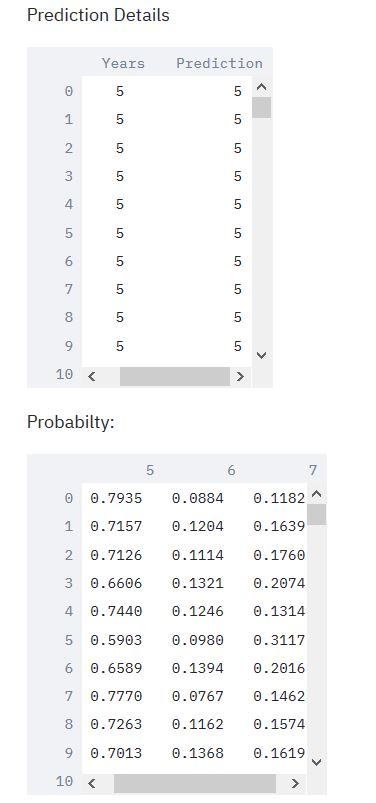 Prediction Details
Years Prediction
0 5 5
1 5 5
2 5 5
3 5 5
4 5 5
5 5 5
6 5 5
7 5 5
8 5 5
9 5 5
10
Probabilty:
5 6 7
0 0.7935 0.0884 0.1182
1 0.7157 0.1204 0.1639
2 0.7126 0.1114 0.1760
3 0.6606 0.1321 0.2074
4 0.7440 0.1246 0.1314
5 0.5903 0.0980 0.3117
6 0.6589 0.1394 0.2016
7 0.7770 0.0767 0.1462
8 0.7263 0.1162 0.1574
9 0.7013 0.1368 0.1619
10